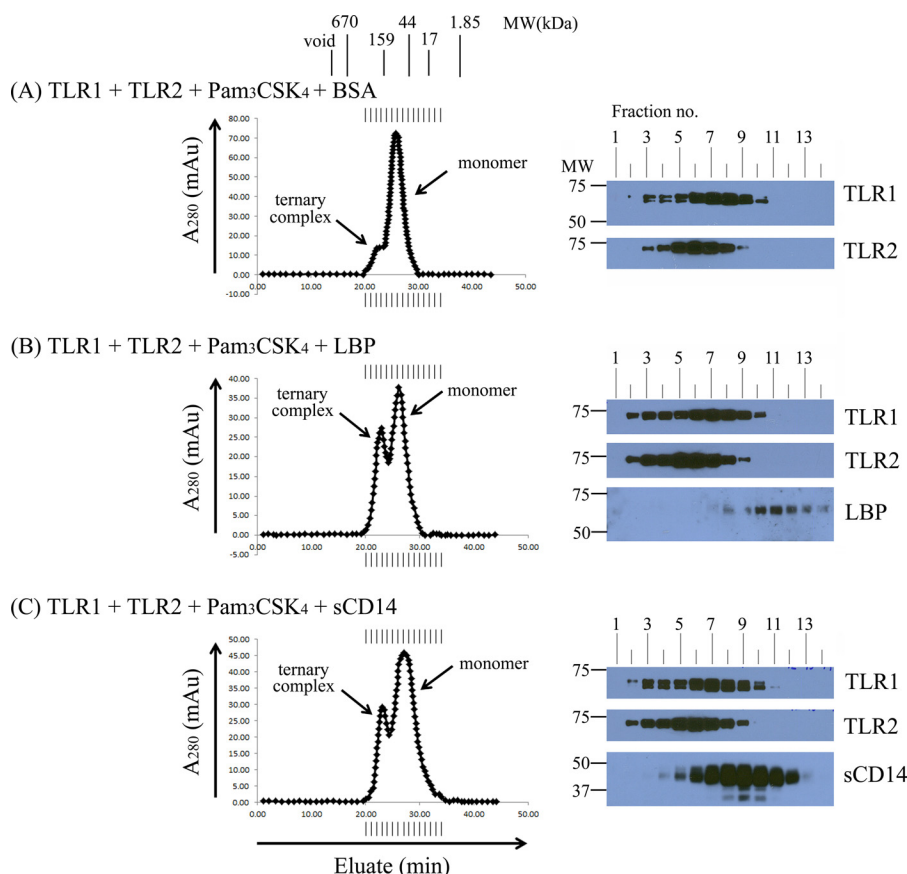 670 44 1.85 MW(kDa)
void 159 17
(A) TLR1 + TLR2 + Pam3CSK4 + BSA
A280 (mAu)
80.00
70.00
60.00
50.00
40.00
30.00
20.00
10.00
0.00
-10.00
0.00 10.00 20.00 30.00 40.00 50.00
ternary
complex
monomer
Fraction no.
1 3 5 7 9 11 13
MW
75
50
TLR1
75
TLR2
(B) TLR1 + TLR2 + Pam3CSK4 + LBP
A280 (mAu)
40.00
35.00
30.00
25.00
20.00
15.00
10.00
5.00
0.00
-5.00
0.00 10.00 20.00 30.00 40.00 50.00
ternary
complex
monomer
1 3 5 7 9 11 13
75
TLR1
75
TLR2
75
50
LBP
(C) TLR1 + TLR2 + Pam3CSK4 + sCD14
A280 (mAu)
50.00
45.00
40.00
35.00
30.00
25.00
20.00
15.00
10.00
5.00
0.00
0.00 10.00 20.00 30.00 40.00 50.00
ternary
complex
monomer
Eluate (min)
1 3 5 7 9 11 13
75
TLR1
75
TLR2
50
37
sCD14